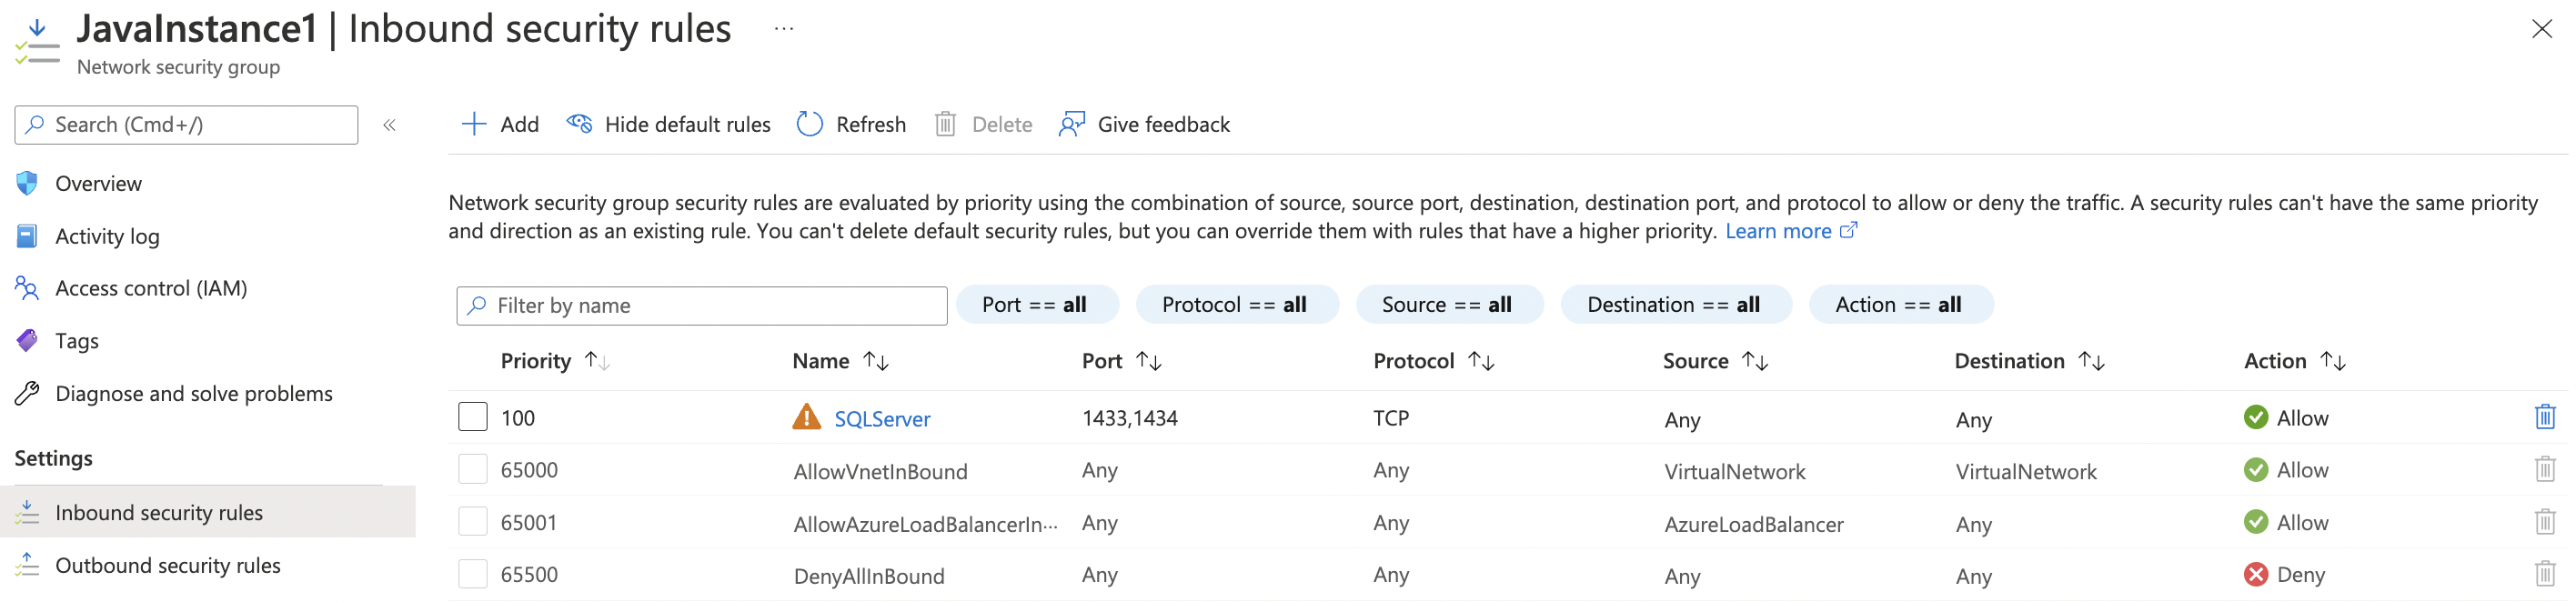 JavaInstance1 | Inbound security rules ...
Network security group
Search (Cmd+/) «
Overview
Activity log
Access control (IAM)
Tags
Diagnose and solve problems
Settings
Inbound security rules
Outbound security rules
Add Hide default rules Refresh Delete Give feedback
Network security group security rules are evaluated by priority using the combination of source, source port, destination, destination port, and protocol to allow or deny the traffic. A security rules can't have the same priority
and direction as an existing rule. You can't delete default security rules, but you can override them with rules that have a higher priority. Learn more
Filter by name Port == all Protocol == all Source == all Destination == all Action == all
Priority Name Port Protocol Source Destination Action
100 SQLServer 1433,1434 TCP Any Any Allow
65000 AllowVnetInBound Any Any VirtualNetwork VirtualNetwork Allow
65001 AllowAzureLoadBalancerIn... Any Any AzureLoadBalancer Any Allow
65500 DenyAllInBound Any Any Any Any Deny